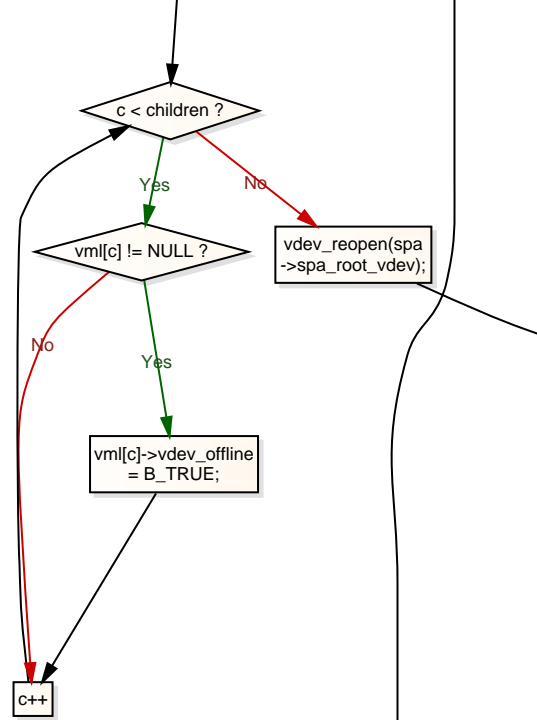 c < children ?
Yes
No
vml[c] != NULL ?
vdev_reopen(spa
->spa_root_vdev);
No
Yes
vml[c]->vdev_offline
= B_TRUE;
c++